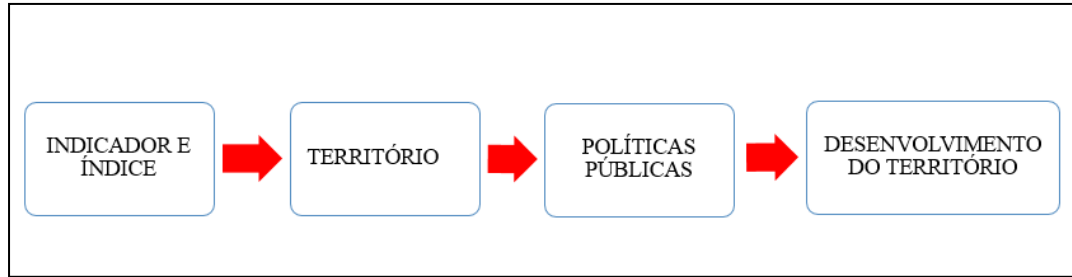 INDICADOR E
ÍNDICE
TERRITÓRIO
POLÍTICAS
PÚBLICAS
DESENVOLVIMENTO
DO TERRITÓRIO